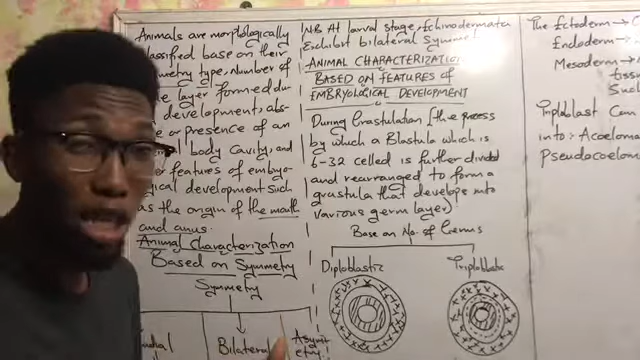 Animals are morphologically
classified base on their
symmetry type, number of
layer formed du-
development, abs-
or presence of an
body cavity, and
features of embryo-
logical development such
as the origin of the mouth
and anus.
Animal Characterization
Based on Symmetry
Symmetry
Radial
Bilateral
N.B At larval stage, Echinodermata
Exhibit bilateral Symmetry
ANIMAL CHARACTERIZATION
BASED ON FEATURES OF
EMBRYOLOGICAL DEVELOPMENT
During Grastulation [the process
by which a Blastula which is
6-32 celled is further divided
and rearranged to form a
grastula that develops into
various germ layer]
Base on No. of Germs
Diploblastic
Triploblastic
The Ectoderm →
Endoderm →
Mesoderm →
Triploblast Can
into:- Acoeloma
Pseudocoelom